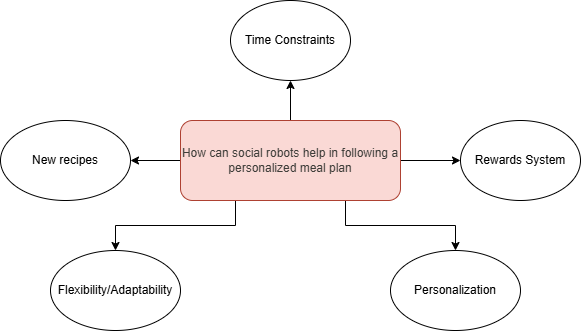 Time Constraints
New recipes
How can social robots help in following a
personalized meal plan
Rewards System
Flexibility/Adaptability
Personalization